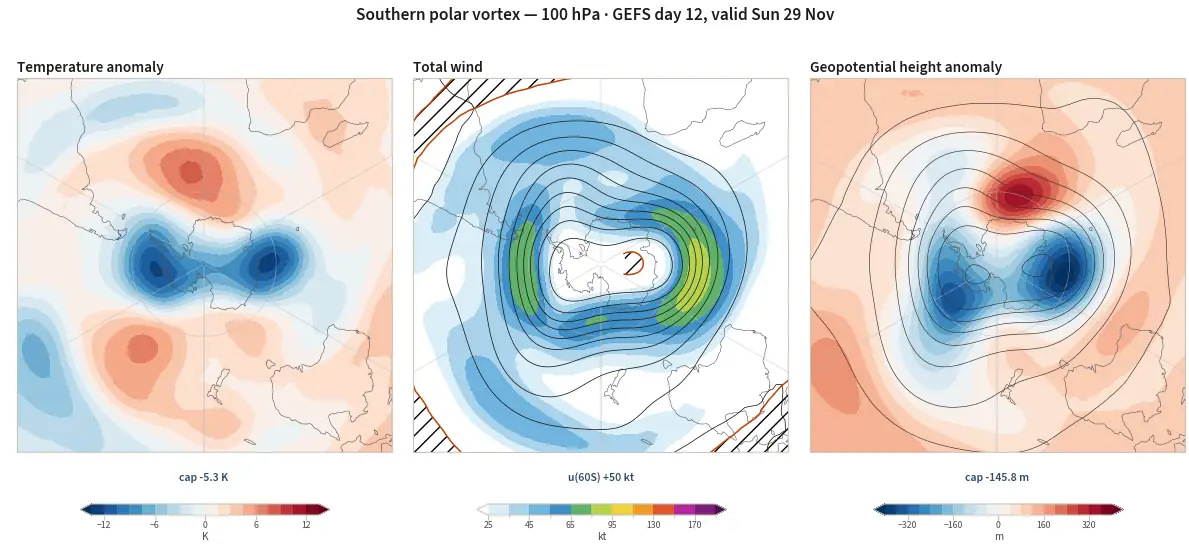 Southern polar vortex — 100 hPa · GEFS day 12, valid Sun 29 Nov
Temperature anomaly
Total wind
Geopotential height anomaly
cap -5.3 K
u(60S) +50 kt
cap -145.8 m
−12 −6 0 6 12
K
25 45 65 95 130 170
kt
−320 −160 0 160 320
m